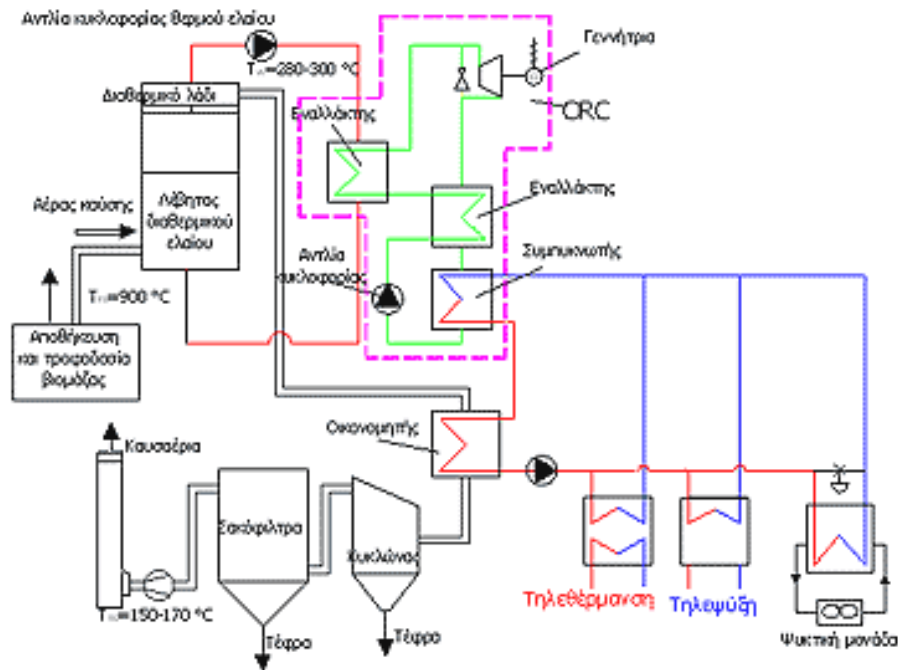 Αντλία κυκλοφορίας θερμού ελαίου
Τ=280-300 °C
Γεννήτρια
Διαθερμικό λάδι
Εναλλάκτης
ORC
Αέρας καύσης
Λέβητας
διαθερμικού
ελαίου
Εναλλάκτης
Αντλία
κυκλοφορίας
Συμπυκνωτής
Τ=900 °C
Αποθήκευση
και τροφοδοσία
βιομάζας
Οικονομητής
Καυσαέρια
Σακόφιλτρα
Κυκλώνας
Τηλεθέρμανση
Τηλεψύξη
Τ=150-170 °C
Τέφρα
Τέφρα
Ψυκτική μονάδα